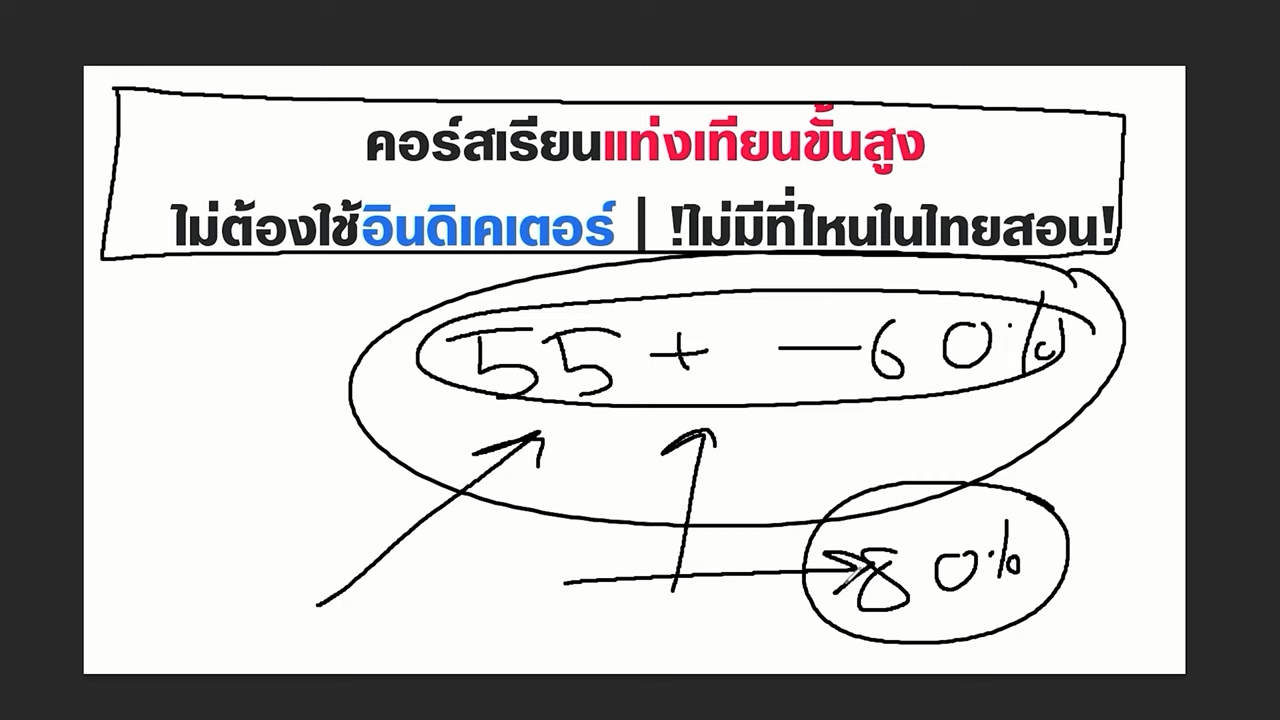 คอร์สเรียนแท่งเทียนขั้นสูง
ไม่ต้องใช้อินดิเคเตอร์ | !ไม่มีที่ไหนในไทยสอน!
55+ — 60%
80%